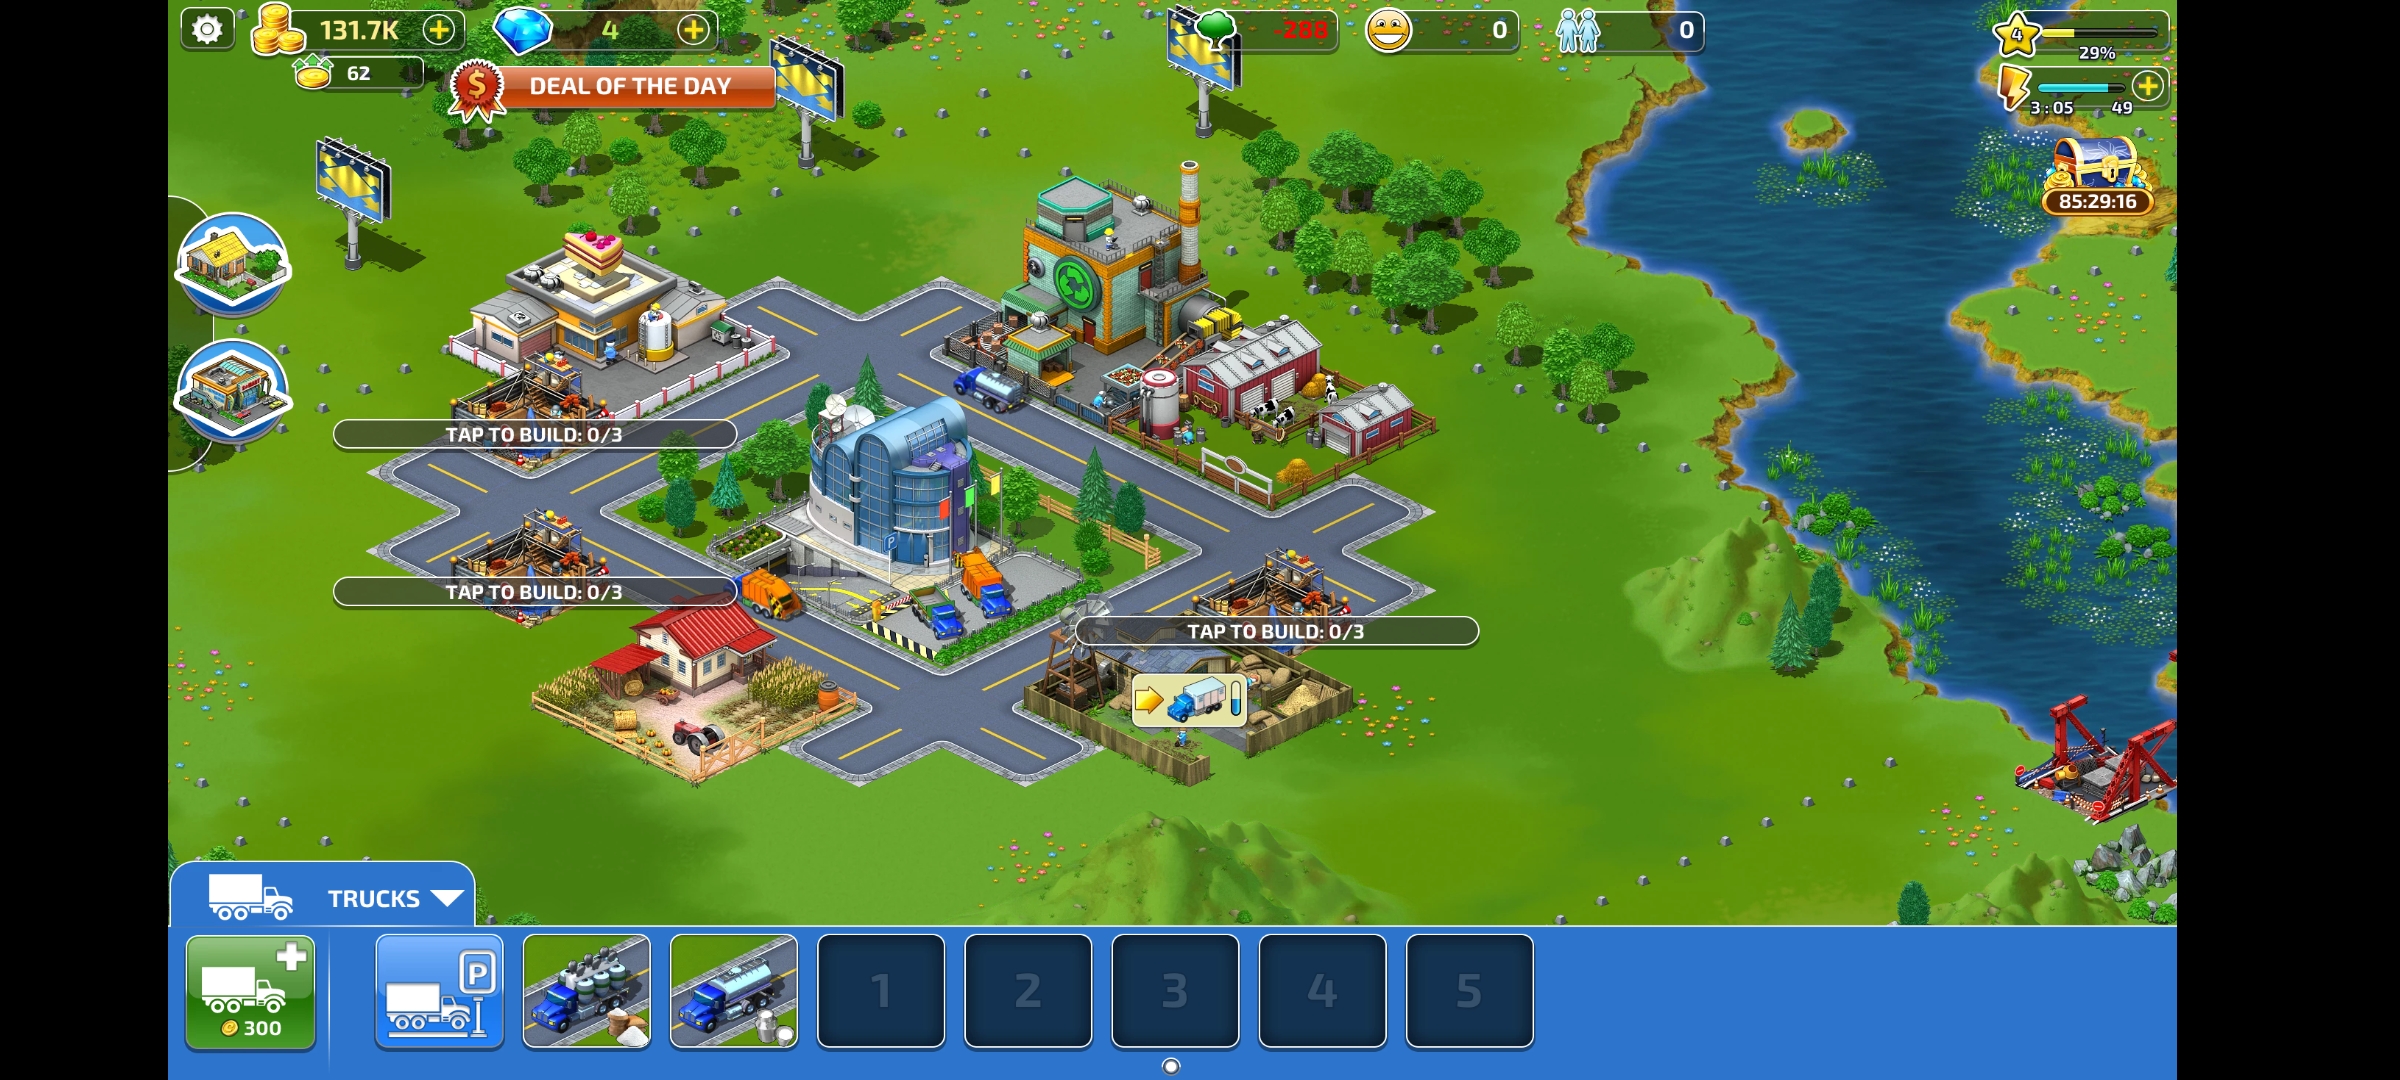 131.7K
4
-288
0
0
4
29%
62
DEAL OF THE DAY
3:05
49
85:29:16
TAP TO BUILD: 0/3
TAP TO BUILD: 0/3
TAP TO BUILD: 0/3
P
TRUCKS
300
P
1
2
3
4
5